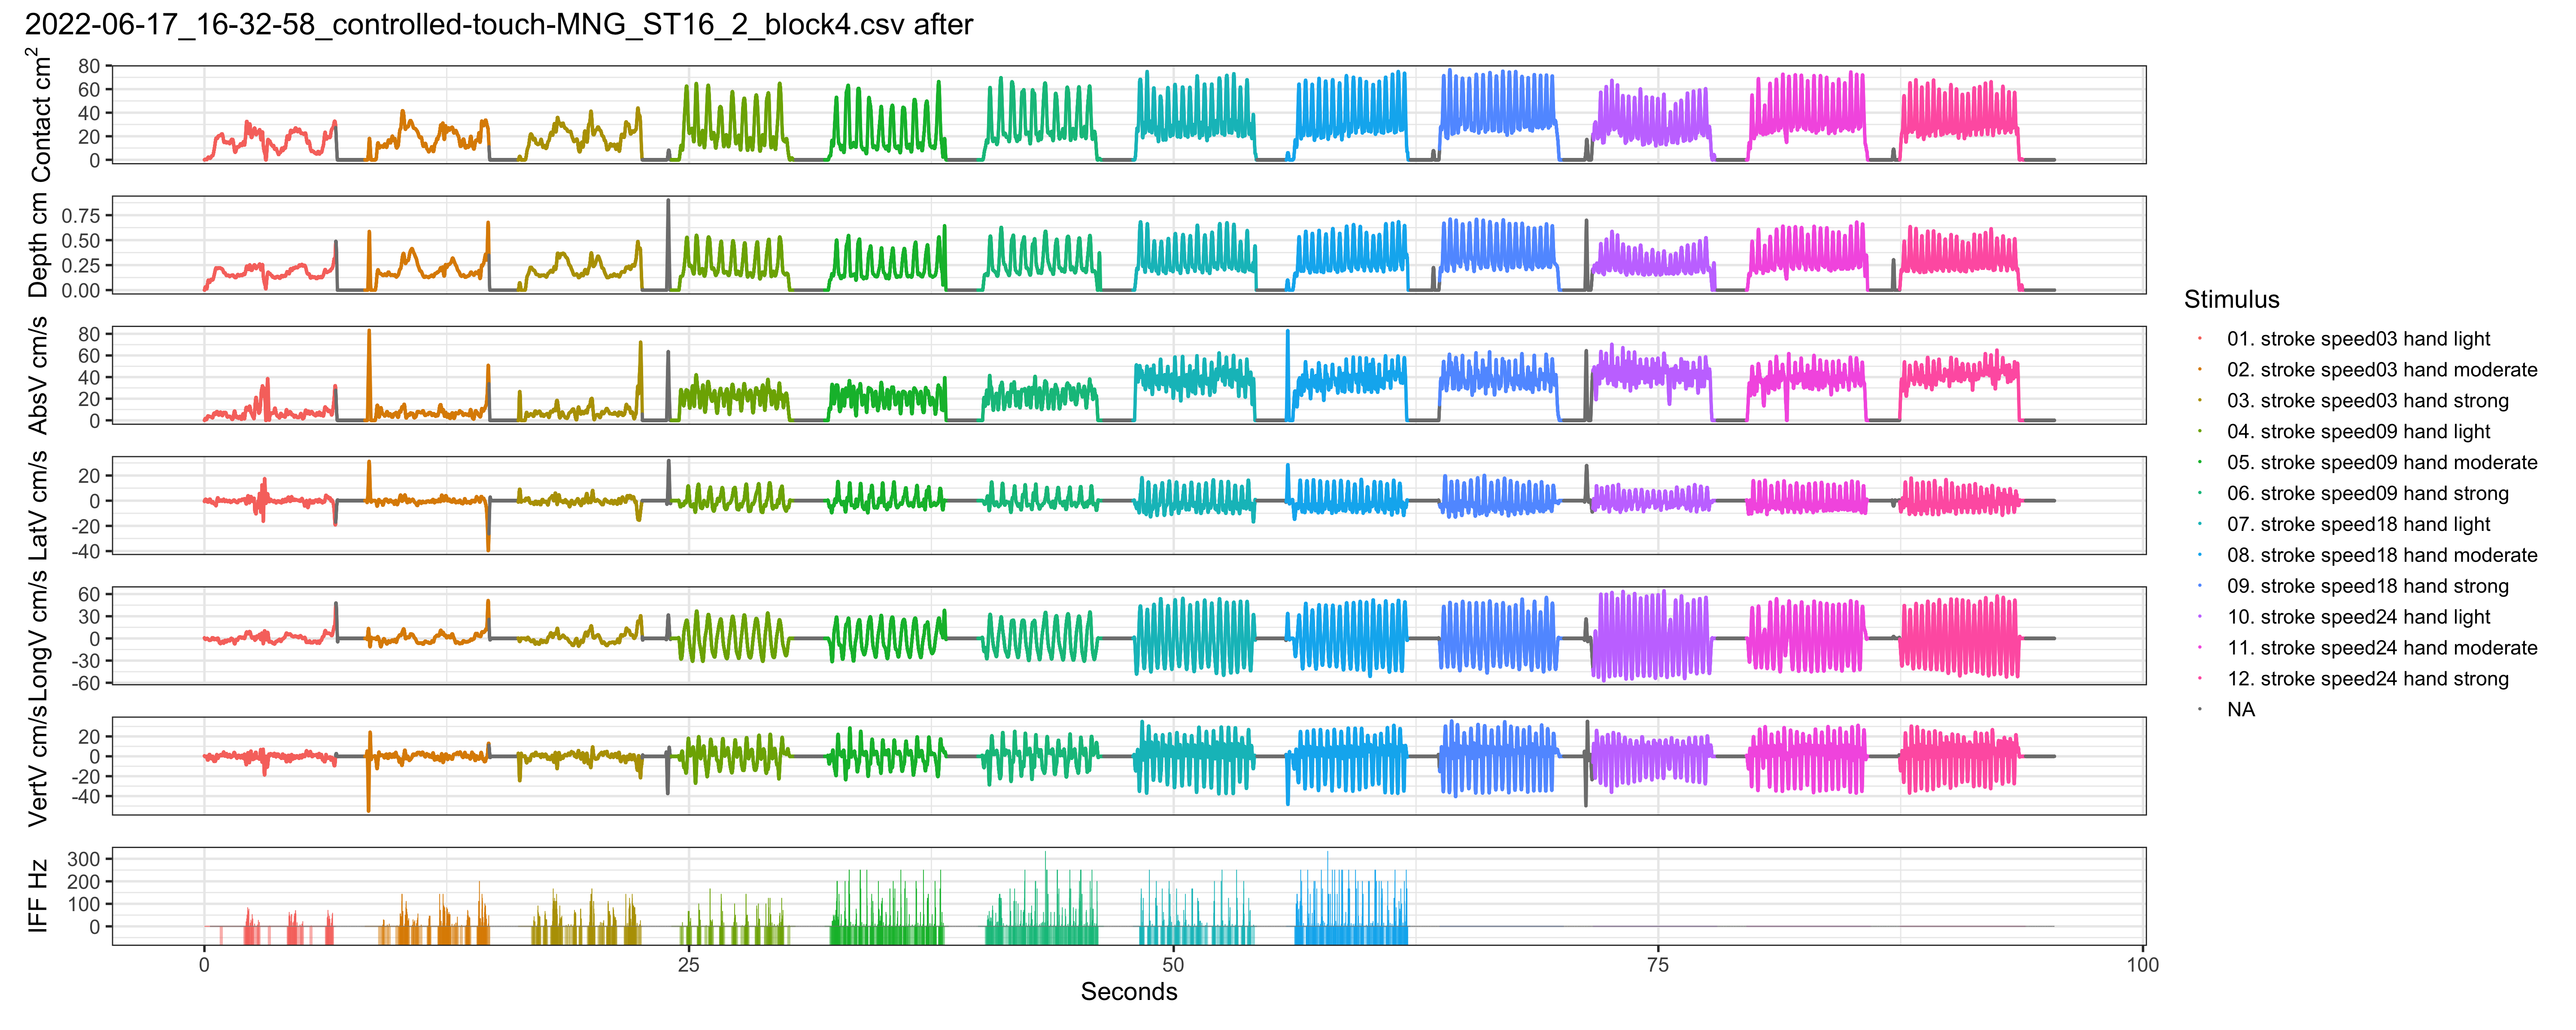 2022-06-17_16-32-58_controlled-touch-MNG_ST16_2_block4.csv after
Contact cm²
80
60
40
20
0
Depth cm
0.75
0.50
0.25
0.00
AbsV cm/s
80
60
40
20
0
LatV cm/s
20
0
-20
-40
LongV cm/s
60
30
0
-30
-60
VertV cm/s
20
0
-20
-40
IFF Hz
300
200
100
0
0 25 50 75 100
Seconds
Stimulus
01. stroke speed03 hand light
02. stroke speed03 hand moderate
03. stroke speed03 hand strong
04. stroke speed09 hand light
05. stroke speed09 hand moderate
06. stroke speed09 hand strong
07. stroke speed18 hand light
08. stroke speed18 hand moderate
09. stroke speed18 hand strong
10. stroke speed24 hand light
11. stroke speed24 hand moderate
12. stroke speed24 hand strong
NA